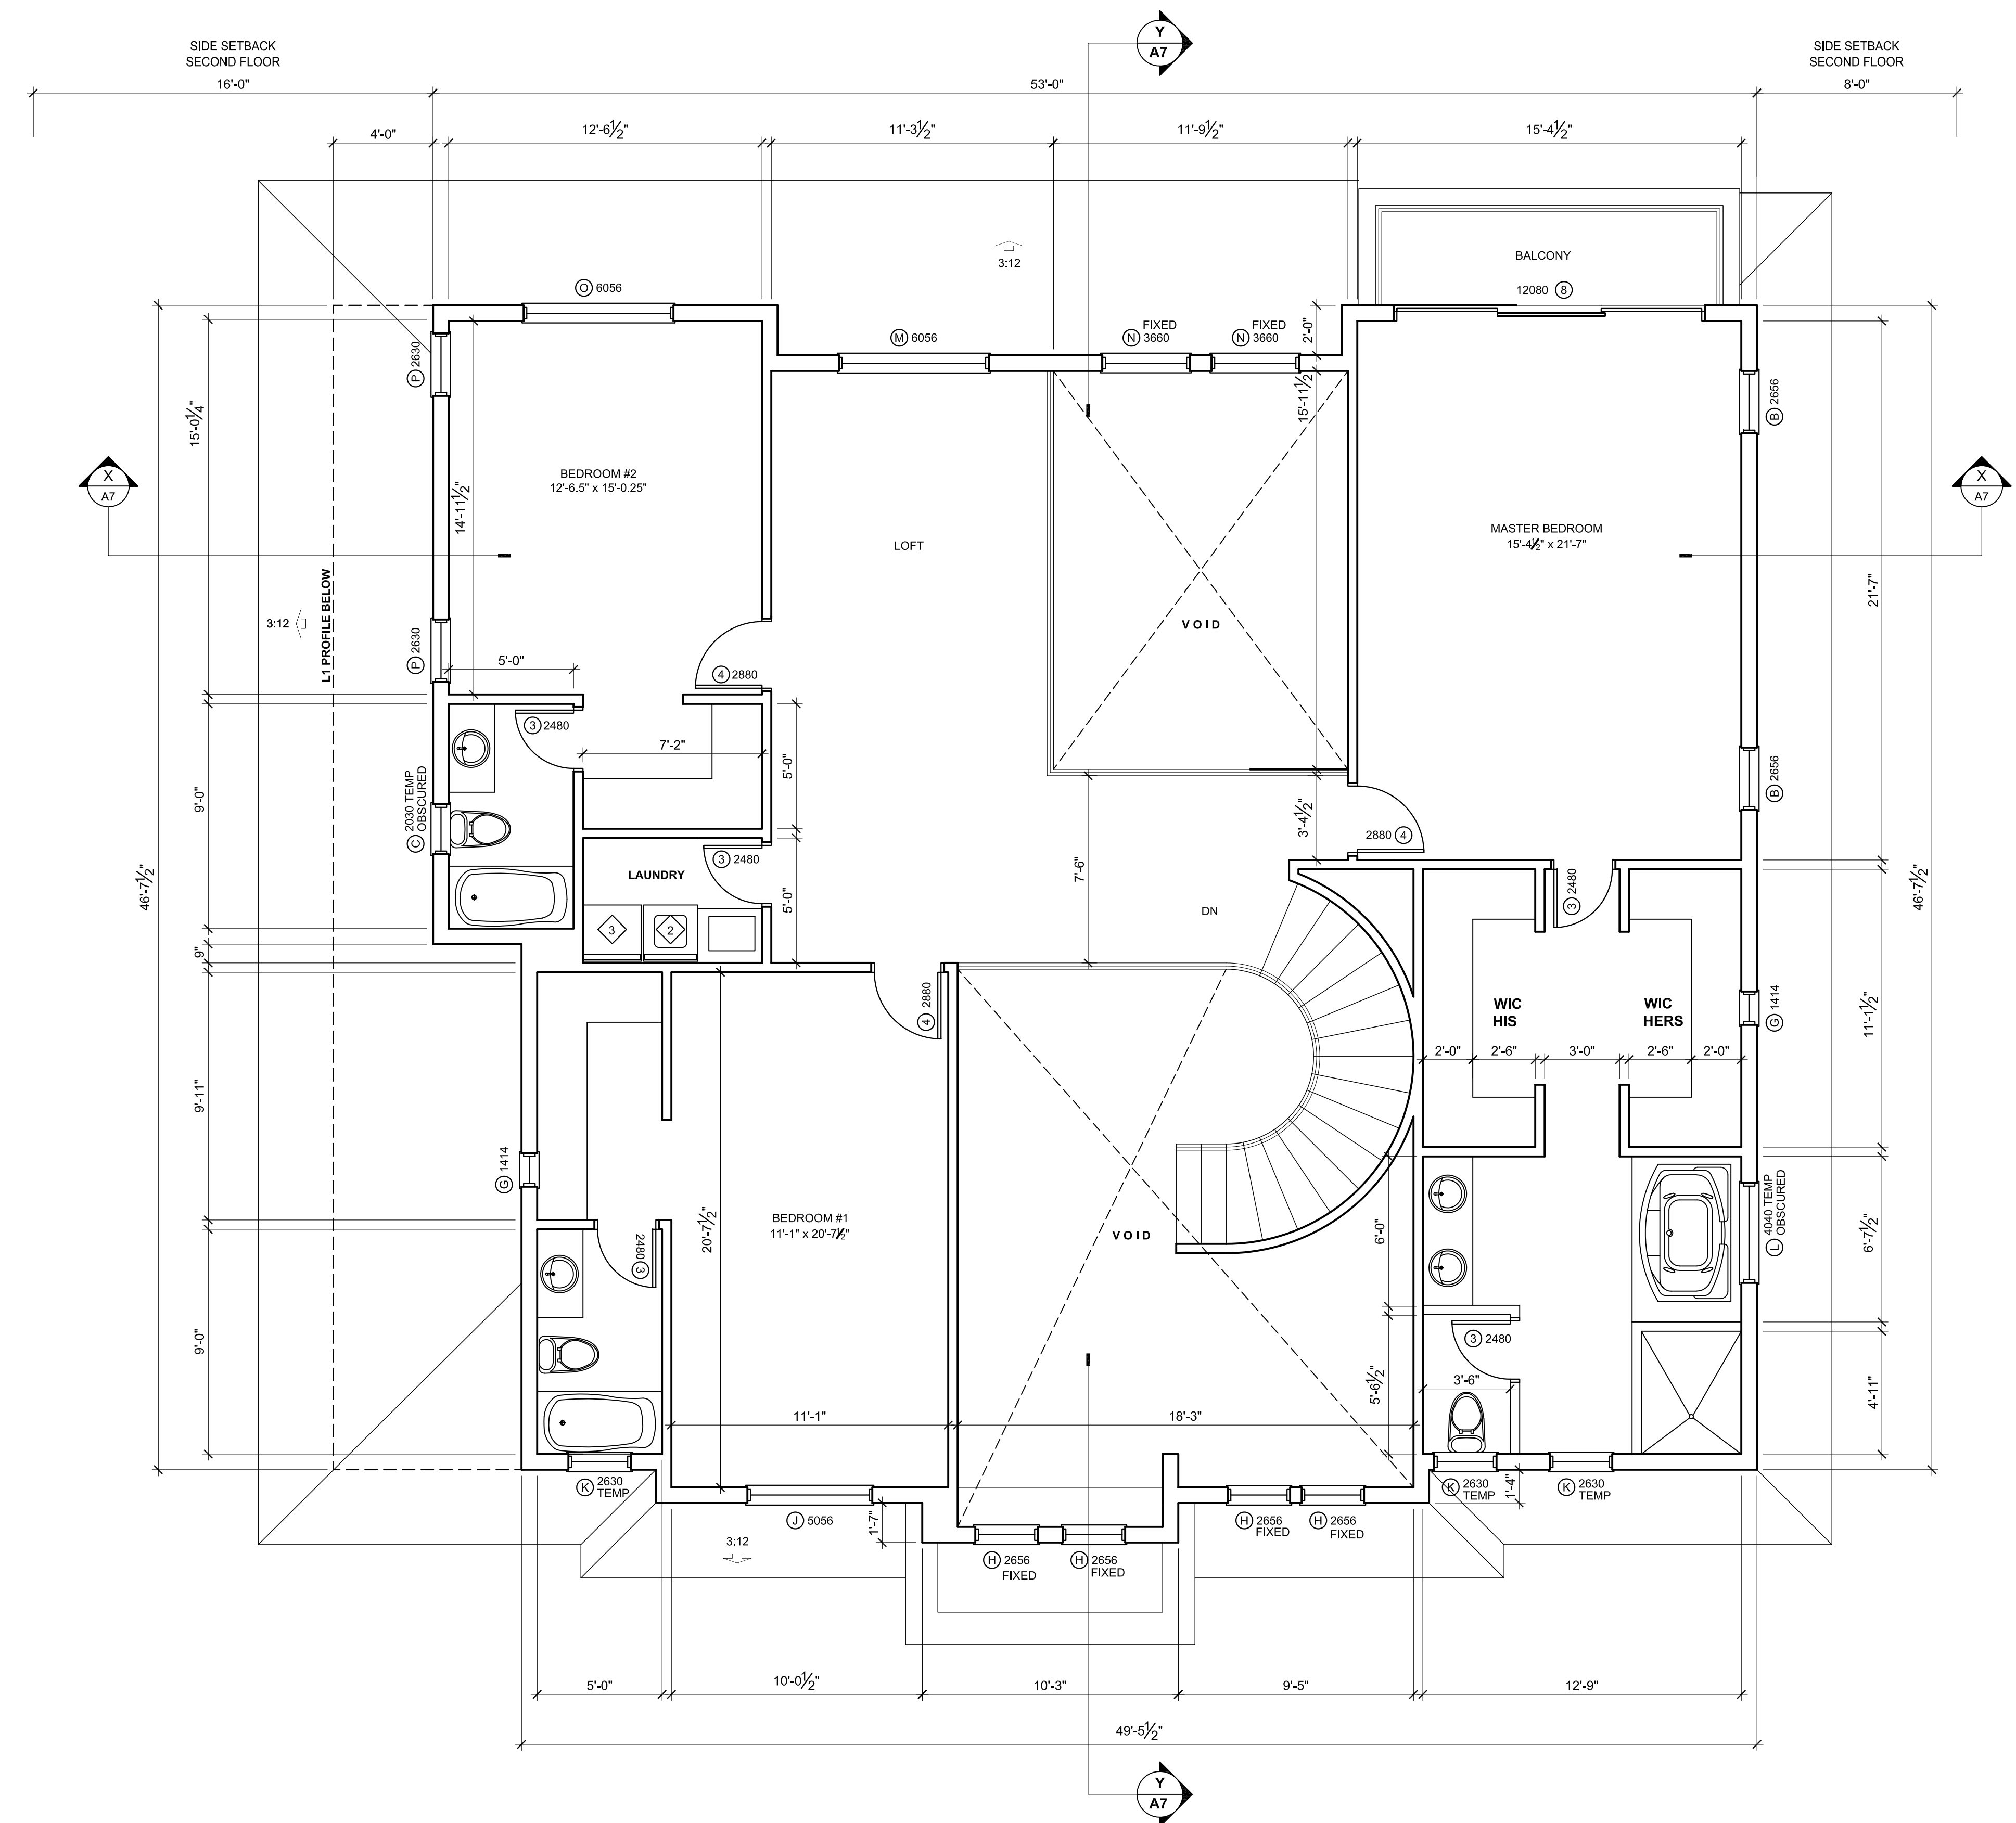 Y
A7
SIDE SETBACK
SECOND FLOOR
SIDE SETBACK
SECOND FLOOR
16'-0"
53'-0"
8'-0"
4'-0"
12'-6½"
11'-3½"
11'-9½"
15'-4½"
3:12
BALCONY
12080 8
O 6056
M 6056
FIXED
N 3660
FIXED
N 3660
2'-0"
P 2630
15'-11½"
B 2656
15'-0¼"
X
A7
BEDROOM #2
12'-6.5" x 15'-0.25"
14'-11½"
LOFT
MASTER BEDROOM
15'-4½" x 21'-7"
X
A7
L1 PROFILE BELOW
3:12
21'-7"
VOID
P 2630
5'-0"
4 2880
3 2480
7'-2"
5'-0"
B 2656
9'-0"
C 2030 TEMP
OBSCURED
3'-4½"
2880 4
7'-6"
46'-7½"
3 2480
LAUNDRY
5'-0"
3 2480
46'-7½"
DN
3
2
9"
4 2880
WIC
HIS
WIC
HERS
G 1414
11'-1½"
2'-0"
2'-6"
3'-0"
2'-6"
2'-0"
9'-11"
G 1414
L 4040 TEMP
OBSCURED
BEDROOM #1
11'-1" x 20'-7½"
20'-7½"
VOID
6'-0"
6'-7½"
2480 3
9'-0"
3 2480
3'-6"
5'-6½"
4'-11"
11'-1"
18'-3"
K 2630
TEMP
K 2630
TEMP
1'-4"
K 2630
TEMP
J 5056
1'-7"
H 2656
FIXED
H 2656
FIXED
3:12
H 2656
FIXED
H 2656
FIXED
5'-0"
10'-0½"
10'-3"
9'-5"
12'-9"
49'-5½"
Y
A7